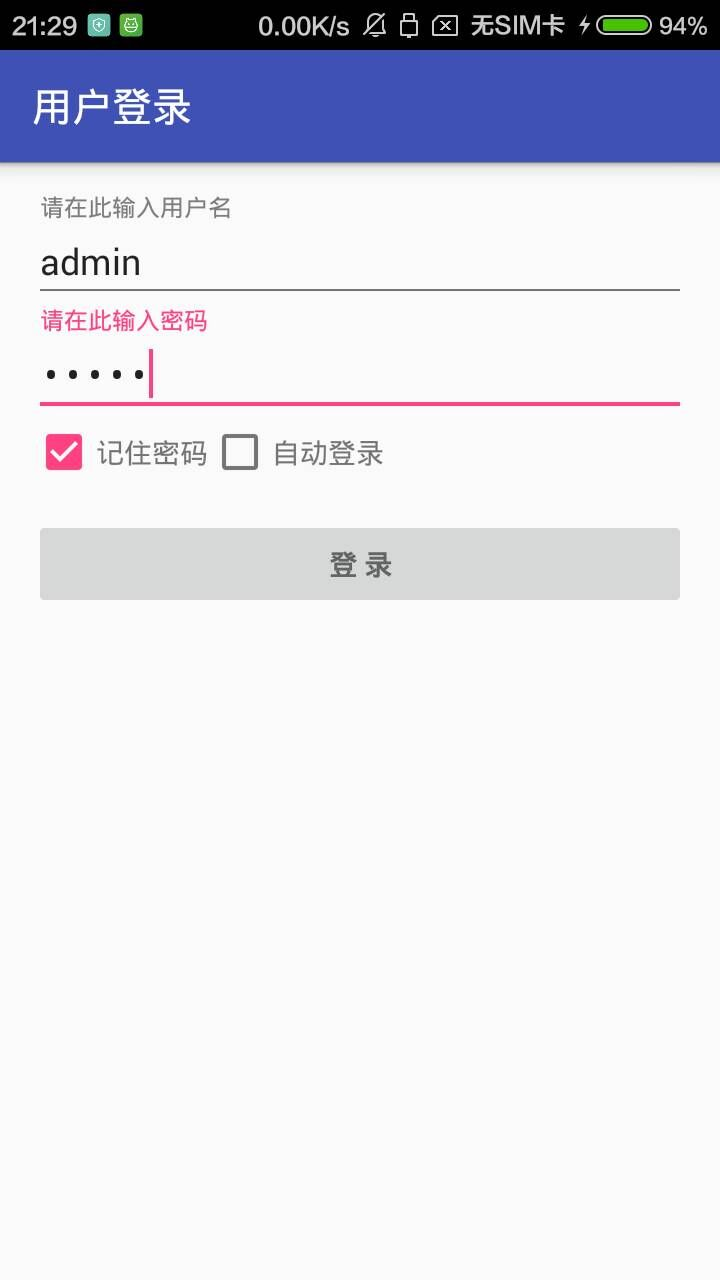 21:29 0.00K/s 无SIM卡 94%
用户登录
请在此输入用户名
admin
请在此输入密码
•••••
记住密码 自动登录
登 录